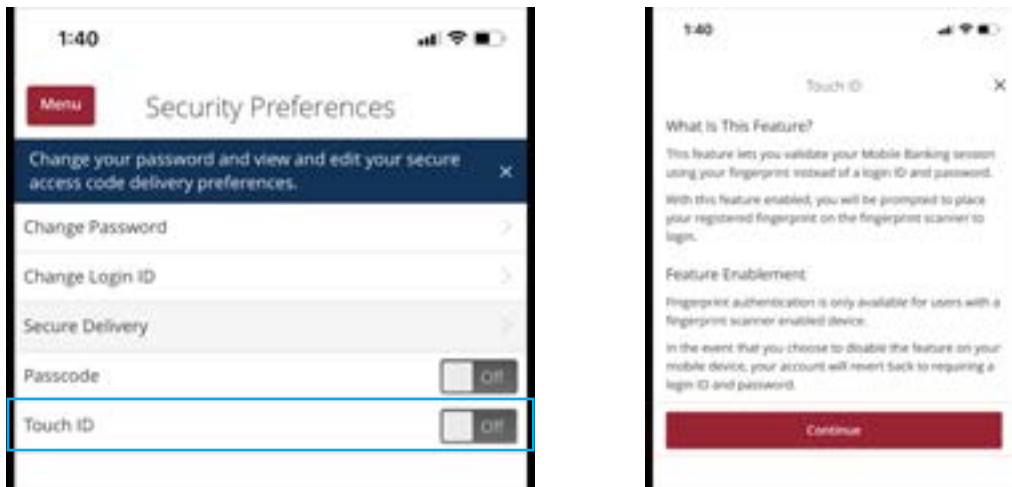 1:40
Menu
Security Preferences
Change your password and view and edit your secure
access code delivery preferences.
×
Change Password
Change Login ID
Secure Delivery
Passcode
Off
Touch ID
Off
1:40
Touch ID
×
What Is This Feature?
This feature lets you validate your Mobile Banking session
using your fingerprint instead of a login ID and password.
With this feature enabled, you will be prompted to place
your registered fingerprint on the fingerprint scanner to
login.
Feature Enablement
Fingerprint authentication is only available for users with a
fingerprint scanner enabled device.
In the event that you choose to disable the feature on your
mobile device, your account will revert back to requiring a
login ID and password.
Continue